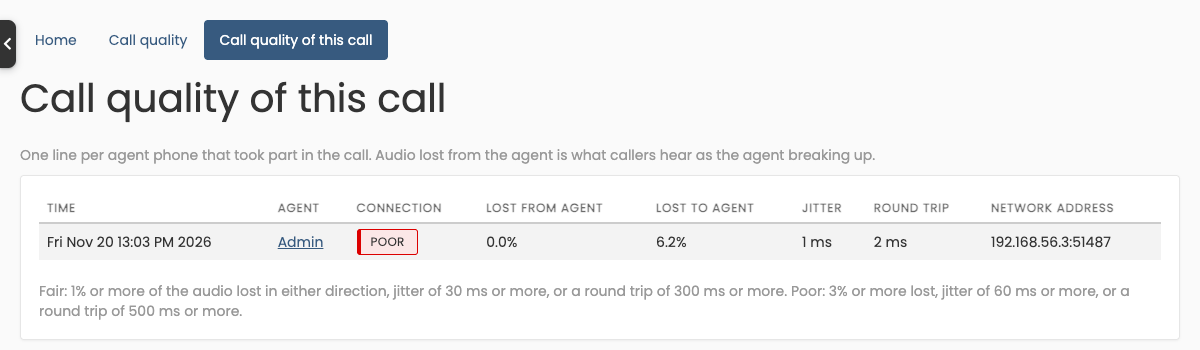 Home Call quality Call quality of this call
Call quality of this call
One line per agent phone that took part in the call. Audio lost from the agent is what callers hear as the agent breaking up.
TIME AGENT CONNECTION LOST FROM AGENT LOST TO AGENT JITTER ROUND TRIP NETWORK ADDRESS
Fri Nov 20 13:03 PM 2026 Admin POOR 0.0% 6.2% 1 ms 2 ms 192.168.56.3:51487
Fair: 1% or more of the audio lost in either direction, jitter of 30 ms or more, or a round trip of 300 ms or more. Poor: 3% or more lost, jitter of 60 ms or more, or a
round trip of 500 ms or more.